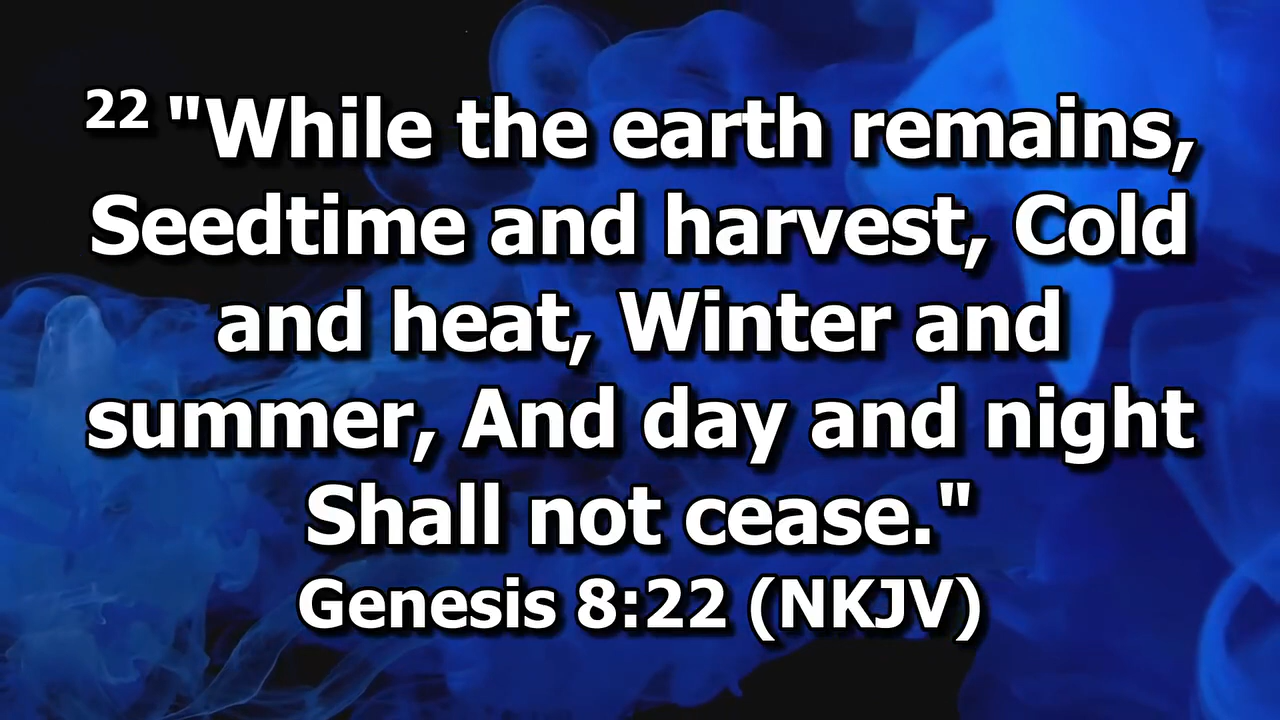 22 "While the earth remains,
Seedtime and harvest, Cold
and heat, Winter and
summer, And day and night
Shall not cease."
Genesis 8:22 (NKJV)